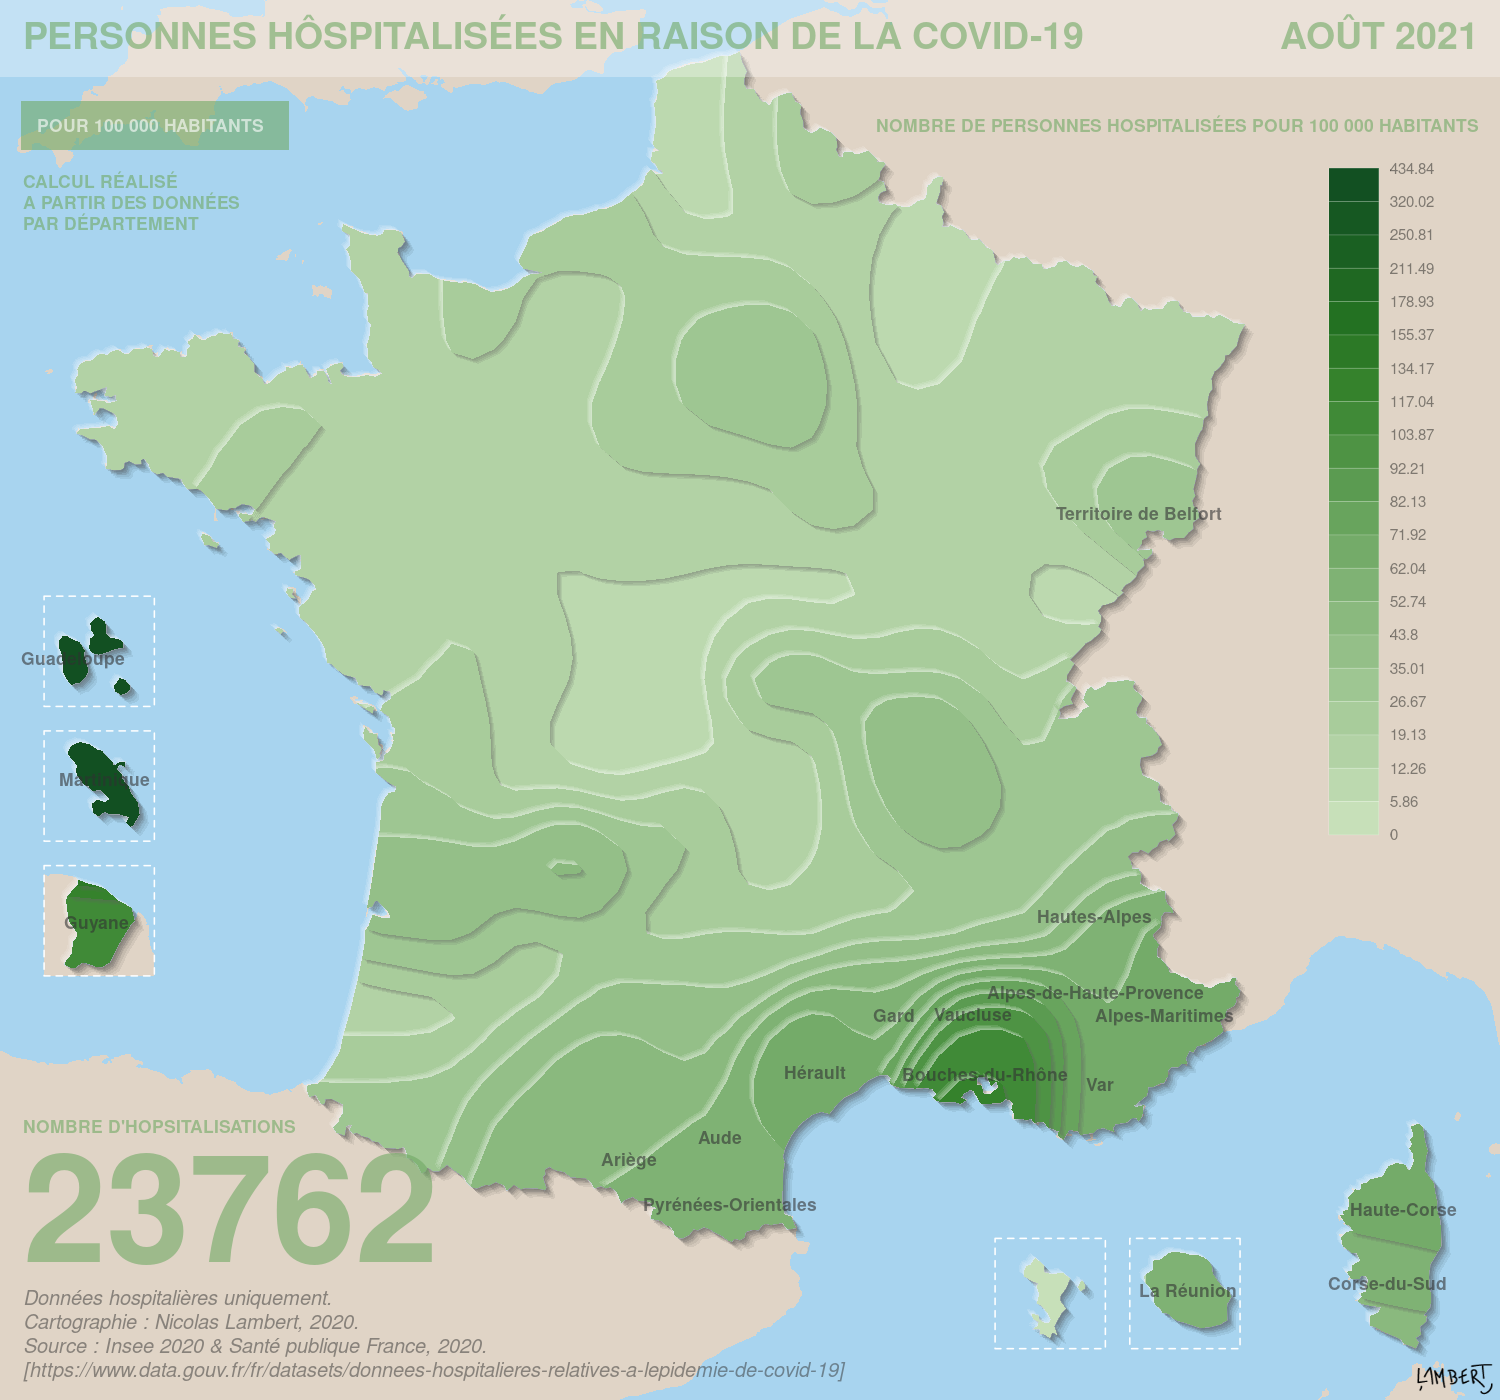 PERSONNES HÔSPITALISÉES EN RAISON DE LA COVID-19
AOÛT 2021
POUR 100 000 HABITANTS
CALCUL RÉALISÉ
A PARTIR DES DONNÉES
PAR DÉPARTEMENT
NOMBRE DE PERSONNES HOSPITALISÉES POUR 100 000 HABITANTS
434.84
320.02
250.81
211.49
178.93
155.37
134.17
117.04
103.87
92.21
82.13
71.92
62.04
52.74
43.8
35.01
26.67
19.13
12.26
5.86
0
Territoire de Belfort
Guadeloupe
Martinique
Guyane
Hautes-Alpes
Alpes-de-Haute-Provence
Gard
Vaucluse
Alpes-Maritimes
Hérault
Bouches-du-Rhône
Var
Aude
Ariège
Pyrénées-Orientales
Haute-Corse
Corse-du-Sud
La Réunion
NOMBRE D'HOPSITALISATIONS
23762
Données hospitalières uniquement.
Cartographie : Nicolas Lambert, 2020.
Source : Insee 2020 & Santé publique France, 2020.
[https://www.data.gouv.fr/fr/datasets/donnees-hospitalieres-relatives-a-lepidemie-de-covid-19]
LAMBERT